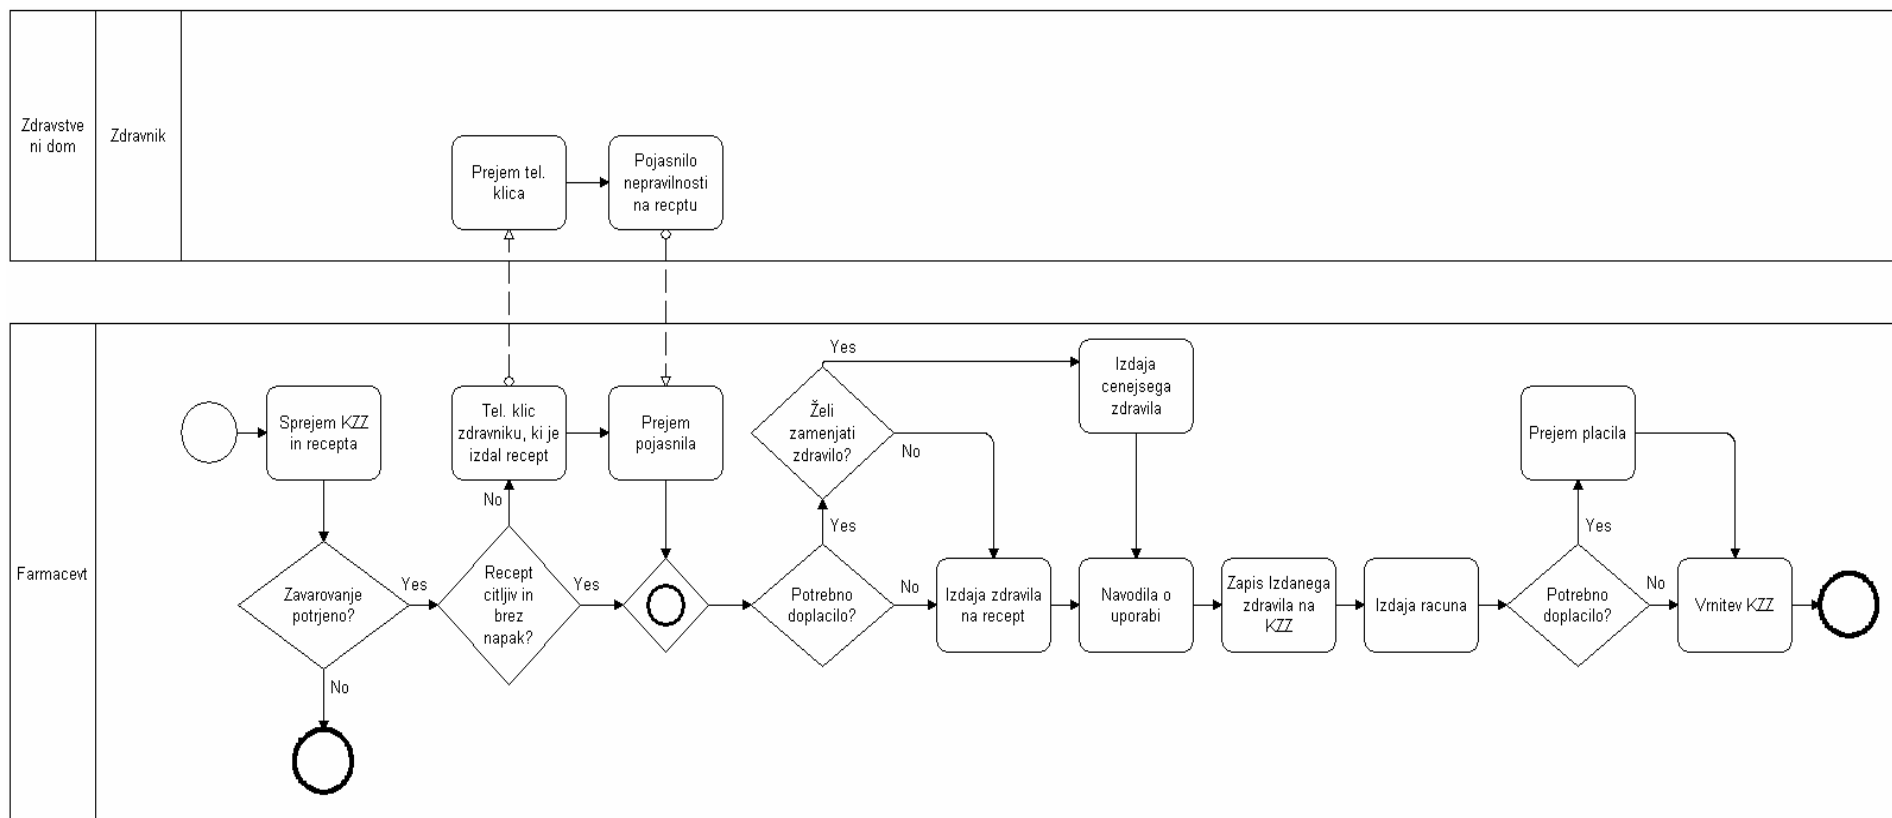 Zdravstve
ni dom
Zdravnik
Prejem tel.
klica
Pojasnilo
nepravilnosti
na recptu
Farmacevt
Sprejem KZZ
in recepta
Zavarovanje
potrjeno?
Yes
No
Recept
citljiv in
brez
napak?
No
Yes
Tel. klic
zdravniku, ki je
izdal recept
Prejem
pojasnila
Potrebno
doplacilo?
Yes
No
Želi
zamenjati
zdravilo?
Yes
No
Izdaja
cenejsega
zdravila
Izdaja zdravila
na recept
Navodila o
uporabi
Zapis Izdanega
zdravila na
KZZ
Izdaja racuna
Potrebno
doplacilo?
Yes
No
Prejem placila
Vrnitev KZZ